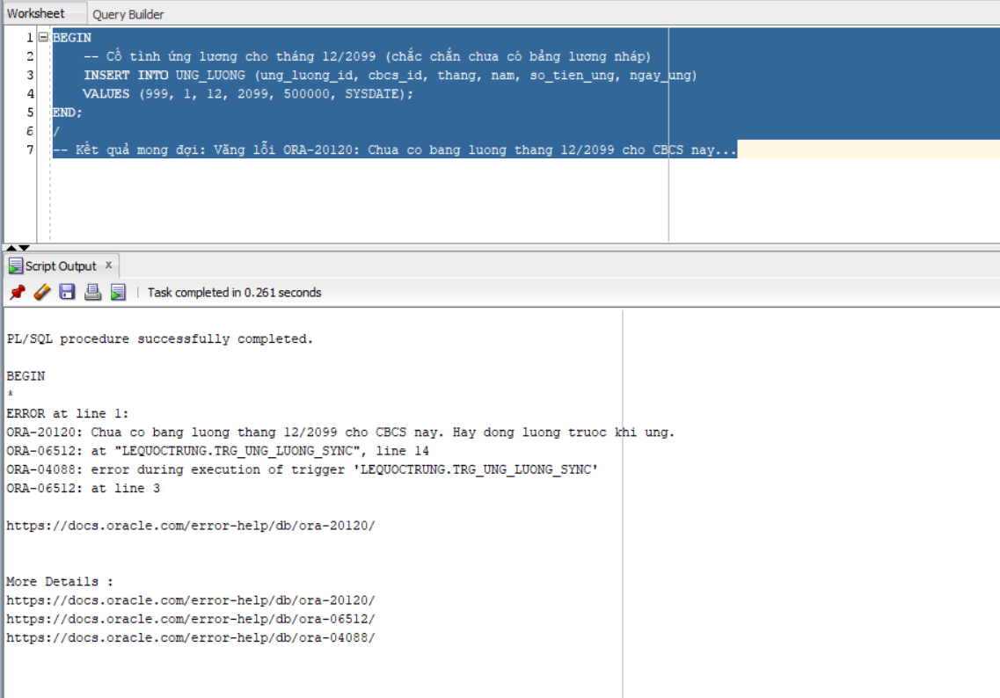 Worksheet Query Builder
1 BEGIN
2 -- Cố tình ứng lương cho tháng 12/2099 (chắc chắn chưa có bảng lương nháp)
3 INSERT INTO UNG_LUONG (ung_luong_id, cbcs_id, thang, nam, so_tien_ung, ngay_ung)
4 VALUES (999, 1, 12, 2099, 500000, SYSDATE);
5 END;
6 /
7 -- Kết quả mong đợi: Văng lỗi ORA-20120: Chua co bang luong thang 12/2099 cho CBCS nay...
Script Output x
Task completed in 0.261 seconds
PL/SQL procedure successfully completed.
BEGIN
*
ERROR at line 1:
ORA-20120: Chua co bang luong thang 12/2099 cho CBCS nay. Hay dong luong truoc khi ung.
ORA-06512: at "LEQUOCTRUNG.TRG_UNG_LUONG_SYNC", line 14
ORA-04088: error during execution of trigger 'LEQUOCTRUNG.TRG_UNG_LUONG_SYNC'
ORA-06512: at line 3
https://docs.oracle.com/error-help/db/ora-20120/
More Details :
https://docs.oracle.com/error-help/db/ora-20120/
https://docs.oracle.com/error-help/db/ora-06512/
https://docs.oracle.com/error-help/db/ora-04088/